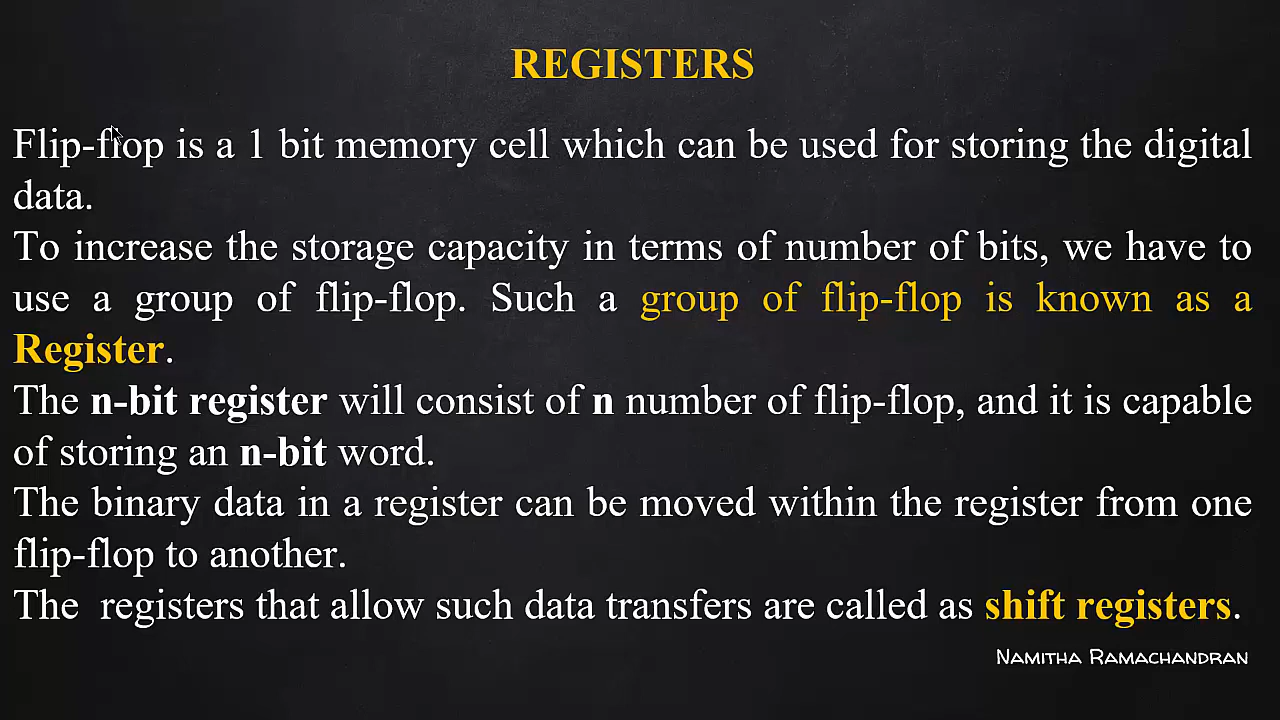 REGISTERS
Flip-flop is a 1 bit memory cell which can be used for storing the digital
data.
To increase the storage capacity in terms of number of bits, we have to
use a group of flip-flop. Such a group of flip-flop is known as a
Register.
The n-bit register will consist of n number of flip-flop, and it is capable
of storing an n-bit word.
The binary data in a register can be moved within the register from one
flip-flop to another.
The registers that allow such data transfers are called as shift registers.
Namitha Ramachandran